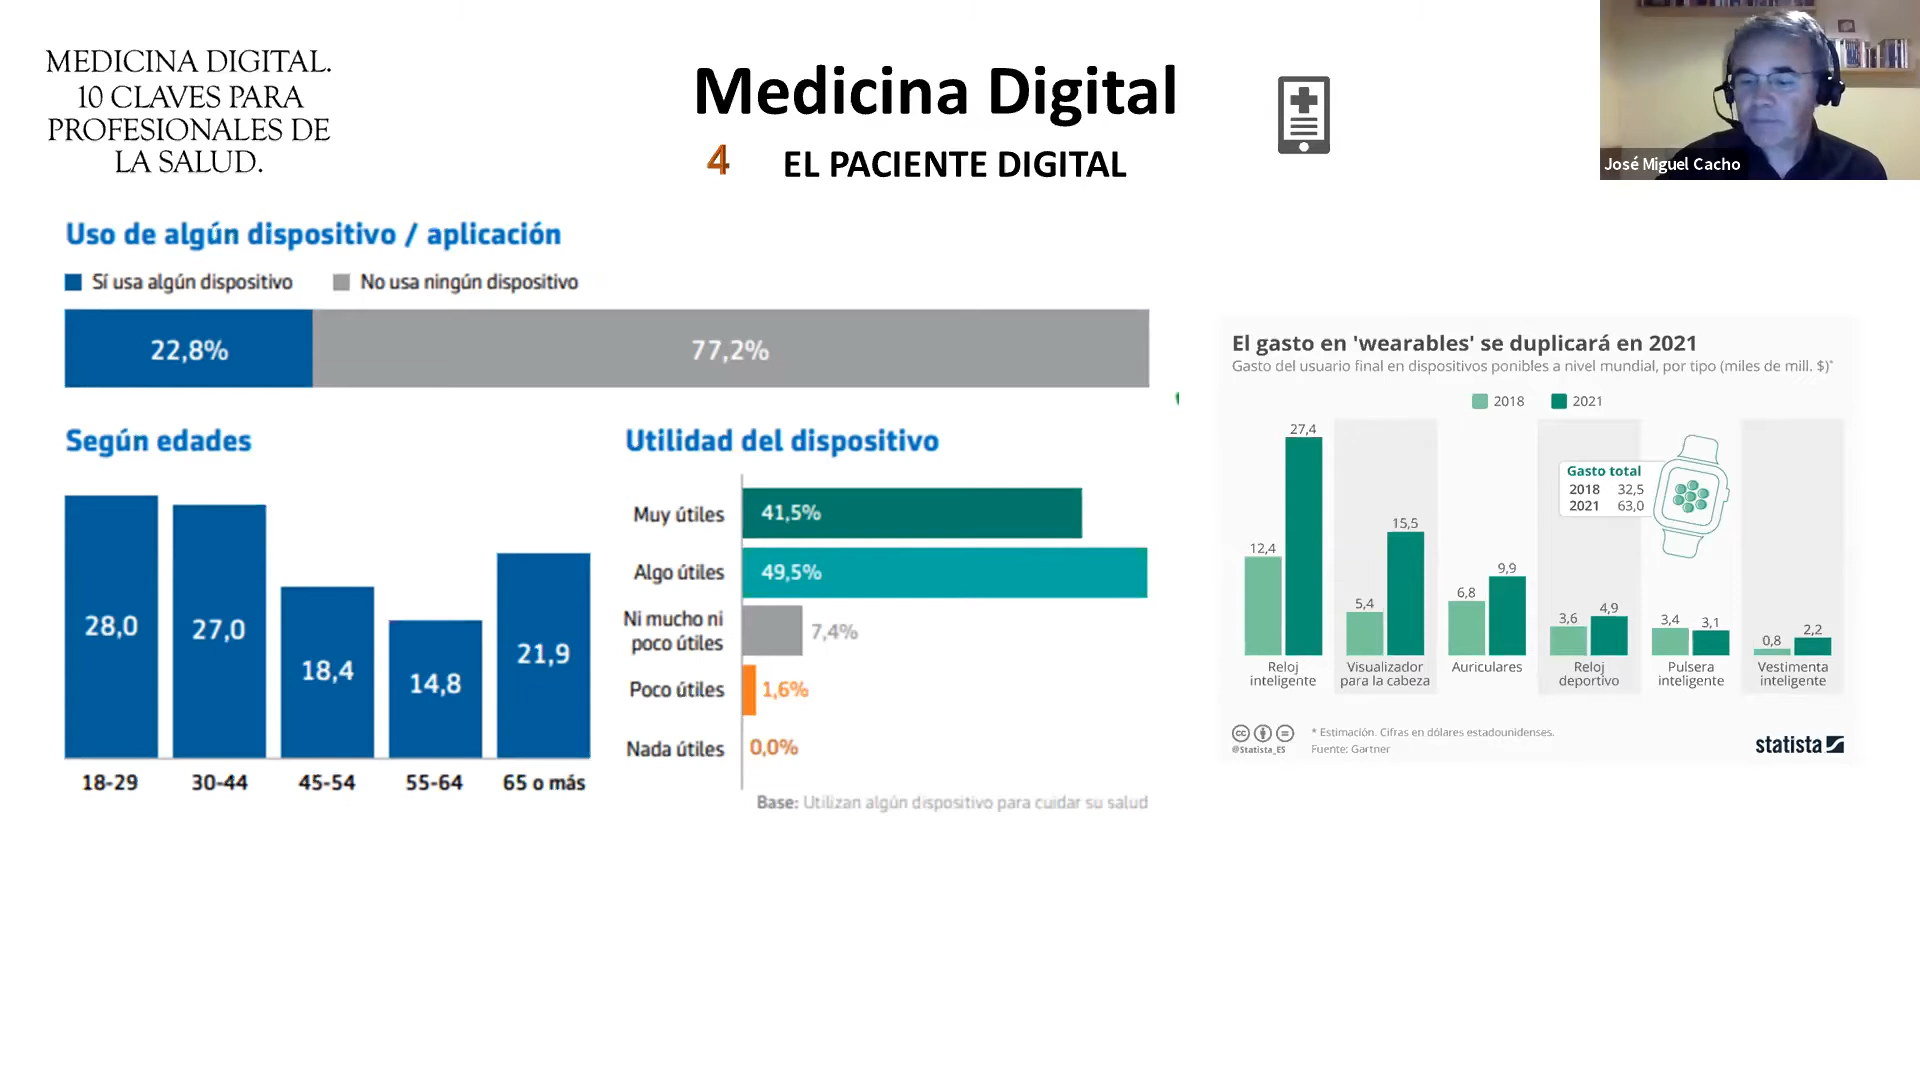 MEDICINA DIGITAL.
10 CLAVES PARA
PROFESIONALES DE
LA SALUD.
Medicina Digital
4 EL PACIENTE DIGITAL
José Miguel Cacho
Uso de algún dispositivo / aplicación
Sí usa algún dispositivo No usa ningún dispositivo
22,8% 77,2%
Según edades
28,0 27,0 18,4 14,8 21,9
18-29 30-44 45-54 55-64 65 o más
Utilidad del dispositivo
Muy útiles 41,5%
Algo útiles 49,5%
Ni mucho ni
poco útiles 7,4%
Poco útiles 1,6%
Nada útiles 0,0%
Base: Utilizan algún dispositivo para cuidar su salud
El gasto en 'wearables' se duplicará en 2021
Gasto del usuario final en dispositivos ponibles a nivel mundial, por tipo (miles de mill. $)*
2018 2021
12,4 27,4
5,4 15,5
6,8 9,9
3,6 4,9
3,4 3,1
0,8 2,2
Gasto total
2018 32,5
2021 63,0
Reloj
inteligente
Visualizador
para la cabeza
Auriculares
Reloj
deportivo
Pulsera
inteligente
Vestimenta
inteligente
cc
@Statista_ES
* Estimación. Cifras en dólares estadounidenses.
Fuente: Gartner
statista